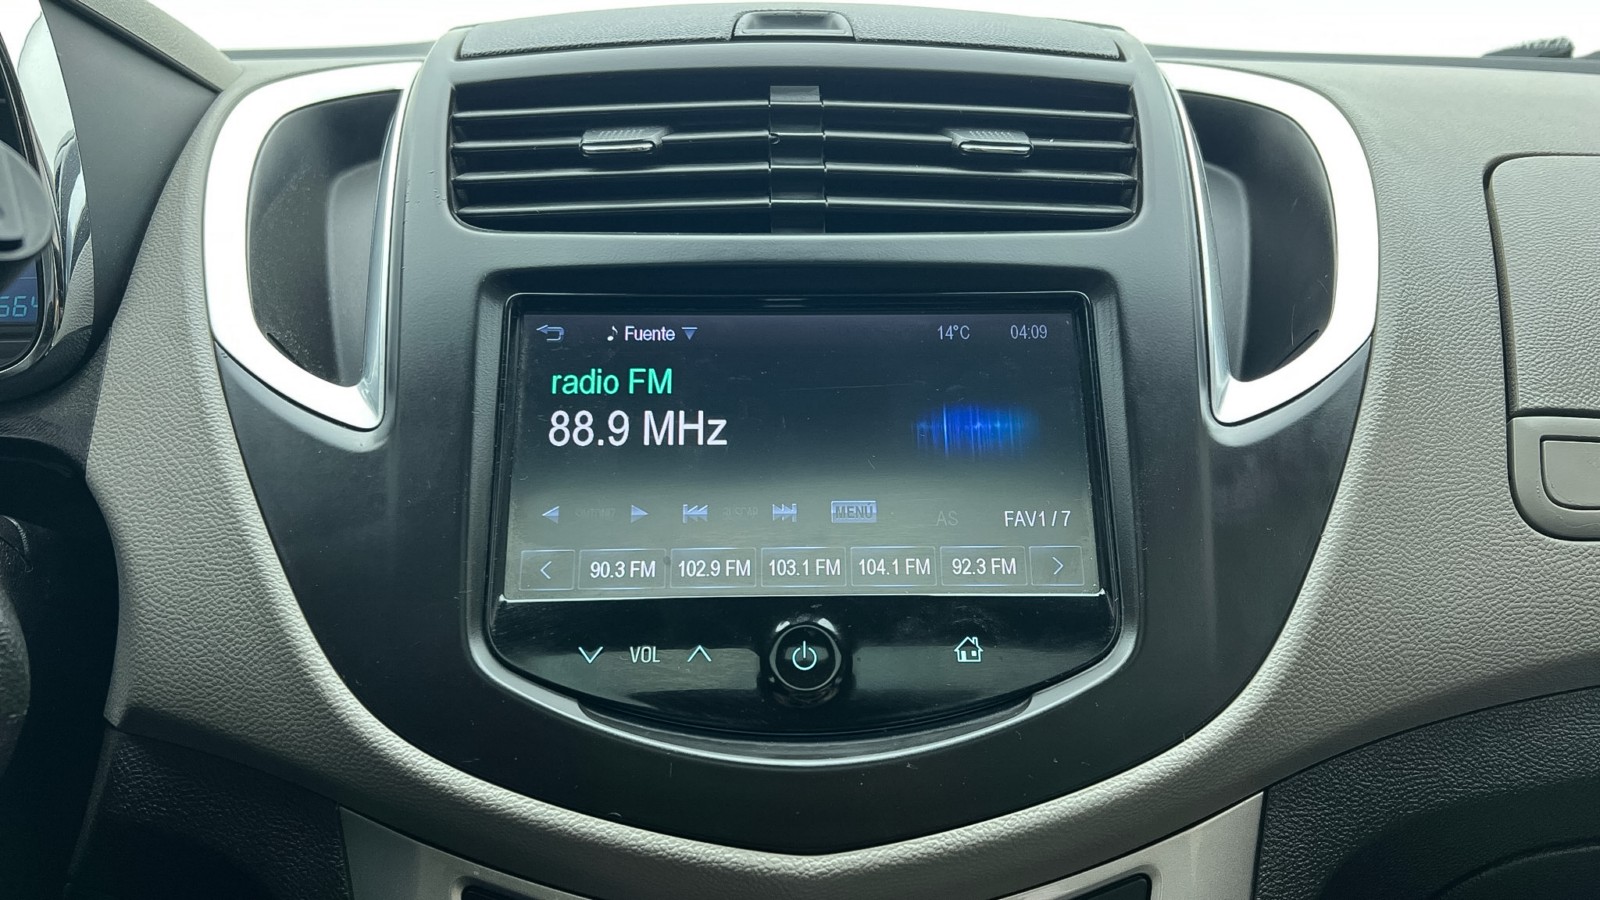 Fuente 14°C 04:09
radio FM
88.9 MHz
MENÚ AS FAV1 / 7
90.3 FM 102.9 FM 103.1 FM 104.1 FM 92.3 FM
VOL